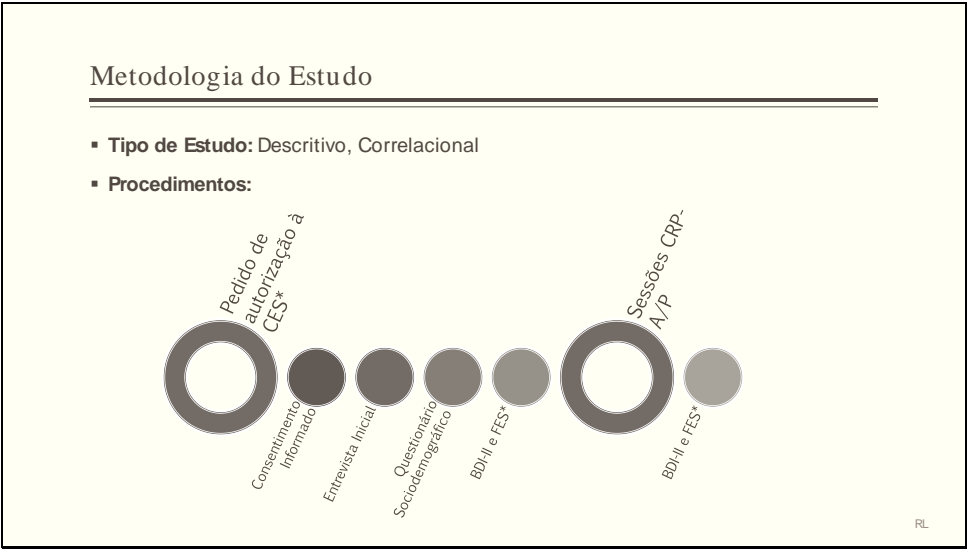 Metodologia do Estudo
▪ Tipo de Estudo: Descritivo, Correlacional
▪ Procedimentos:
Pedido de
autorização à
CES*
Consentimento
Informado
Entrevista Inicial
Questionário
Sociodemográfico
BDI-II e FES*
Sessões CRP-
A/P
BDI-II e FES*
RL